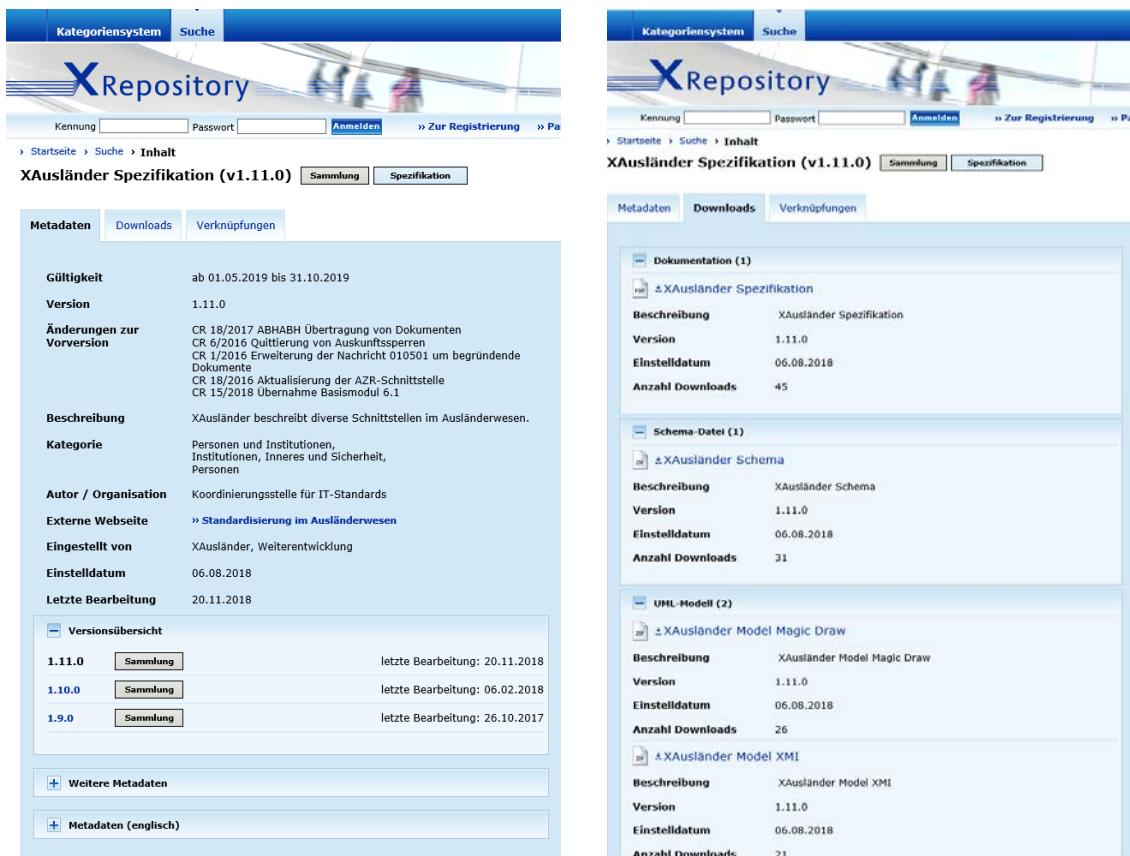 Kategoriensystem Suche
XRepository
Kennung Passwort Anmelden » Zur Registrierung » Pa
› Startseite › Suche › Inhalt
XAusländer Spezifikation (v1.11.0) Sammlung Spezifikation
Metadaten Downloads Verknüpfungen
Gültigkeit ab 01.05.2019 bis 31.10.2019
Version 1.11.0
Änderungen zur Vorversion CR 18/2017 ABHABH Übertragung von Dokumenten
CR 6/2016 Quittierung von Auskunftssperren
CR 1/2016 Erweiterung der Nachricht 010501 um begründende
Dokumente
CR 18/2016 Aktualisierung der AZR-Schnittstelle
CR 15/2018 Übernahme Basismodul 6.1
Beschreibung XAusländer beschreibt diverse Schnittstellen im Ausländerwesen.
Kategorie Personen und Institutionen,
Institutionen, Inneres und Sicherheit,
Personen
Autor / Organisation Koordinierungsstelle für IT-Standards
Externe Webseite » Standardisierung im Ausländerwesen
Eingestellt von XAusländer, Weiterentwicklung
Einstelldatum 06.08.2018
Letzte Bearbeitung 20.11.2018
Versionsübersicht
1.11.0 Sammlung letzte Bearbeitung: 20.11.2018
1.10.0 Sammlung letzte Bearbeitung: 06.02.2018
1.9.0 Sammlung letzte Bearbeitung: 26.10.2017
Weitere Metadaten
Metadaten (englisch)
Kategoriensystem Suche
XRepository
Kennung Passwort Anmelden » Zur Registrierung » Pa
› Startseite › Suche › Inhalt
XAusländer Spezifikation (v1.11.0) Sammlung Spezifikation
Metadaten Downloads Verknüpfungen
Dokumentation (1)
PDF XAusländer Spezifikation
Beschreibung XAusländer Spezifikation
Version 1.11.0
Einstelldatum 06.08.2018
Anzahl Downloads 45
Schema-Datei (1)
ZIP XAusländer Schema
Beschreibung XAusländer Schema
Version 1.11.0
Einstelldatum 06.08.2018
Anzahl Downloads 31
UML-Modell (2)
ZIP XAusländer Model Magic Draw
Beschreibung XAusländer Model Magic Draw
Version 1.11.0
Einstelldatum 06.08.2018
Anzahl Downloads 26
ZIP XAusländer Model XMI
Beschreibung XAusländer Model XMI
Version 1.11.0
Einstelldatum 06.08.2018
Anzahl Downloads 21